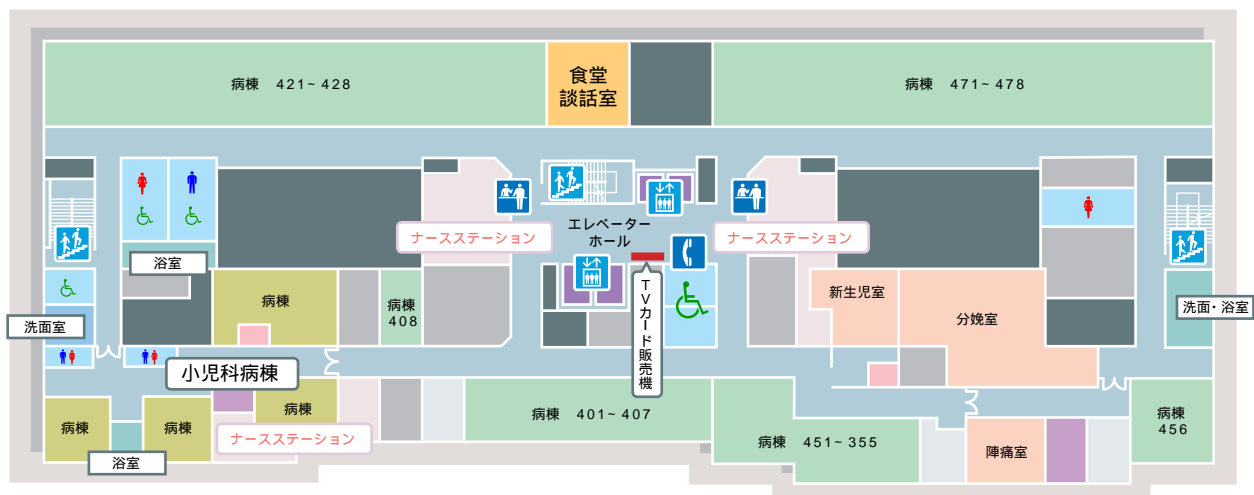 病棟 421~428
食堂
談話室
病棟 471~478
ナースステーション
エレベーター
ホール
ナースステーション
浴室
病棟
病棟
408
TVカード販売機
新生児室
分娩室
洗面・浴室
洗面室
小児科病棟
病棟
病棟
病棟
ナースステーション
浴室
病棟 401~407
病棟 451~355
陣痛室
病棟
456